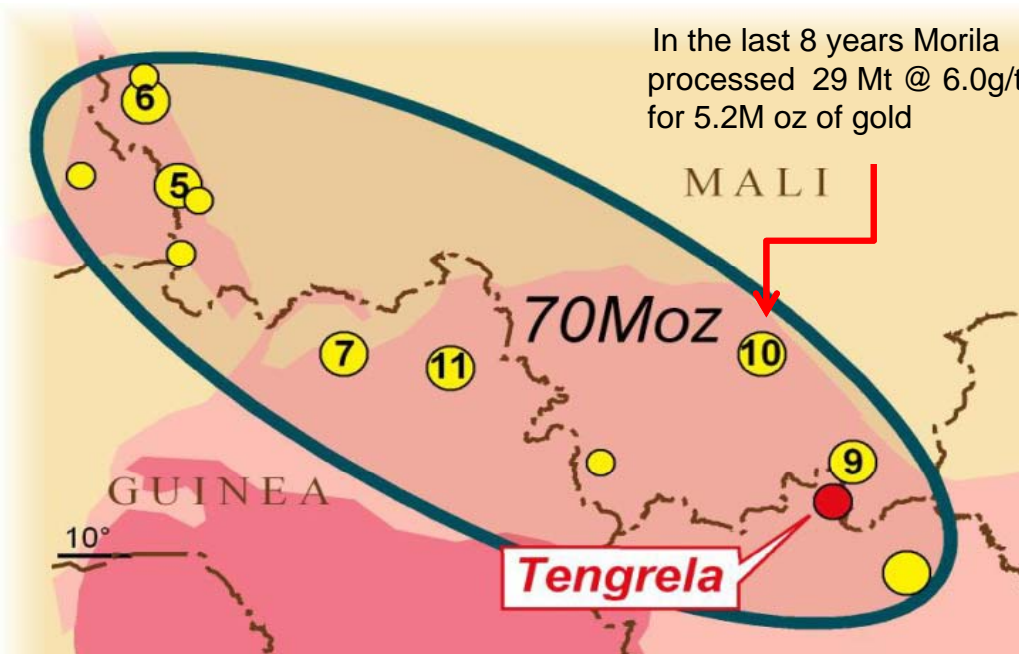 In the last 8 years Morila
processed 29 Mt @ 6.0g/t
for 5.2M oz of gold
6
5
MALI
70Moz
7
11
10
9
GUINEA
10°
Tengrela